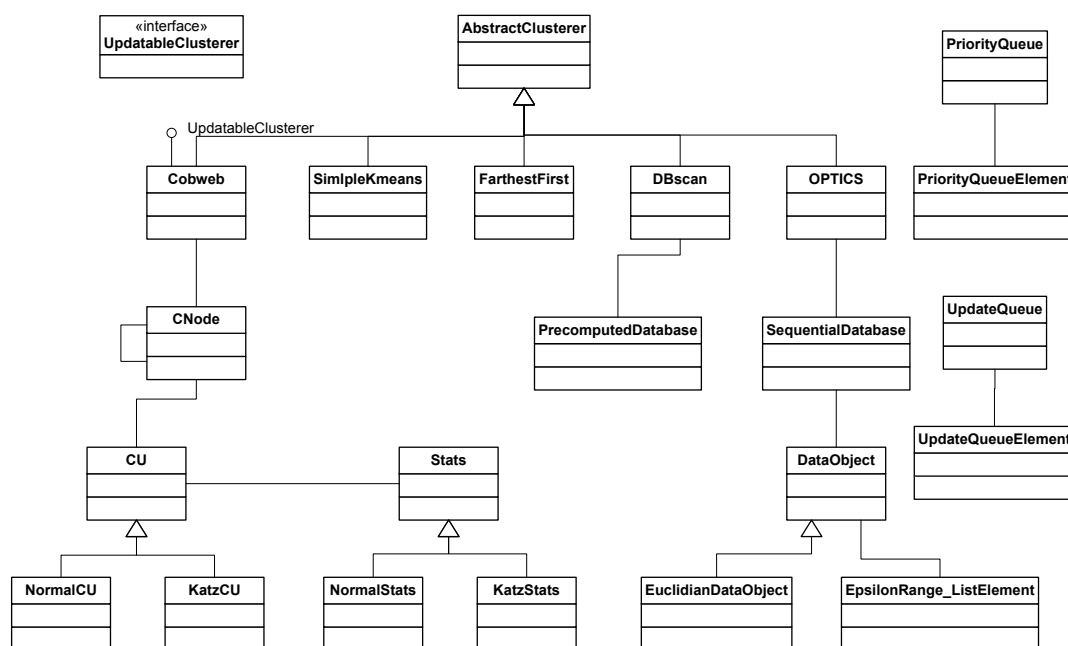 «interface»
UpdatableClusterer
AbstractClusterer
PriorityQueue
UpdatableClusterer
Cobweb
SimlpleKmeans
FarthestFirst
DBscan
OPTICS
PriorityQueueElement
CNode
PrecomputedDatabase
SequentialDatabase
UpdateQueue
CU
Stats
DataObject
UpdateQueueElement
NormalCU
KatzCU
NormalStats
KatzStats
EuclidianDataObject
EpsilonRange_ListElement